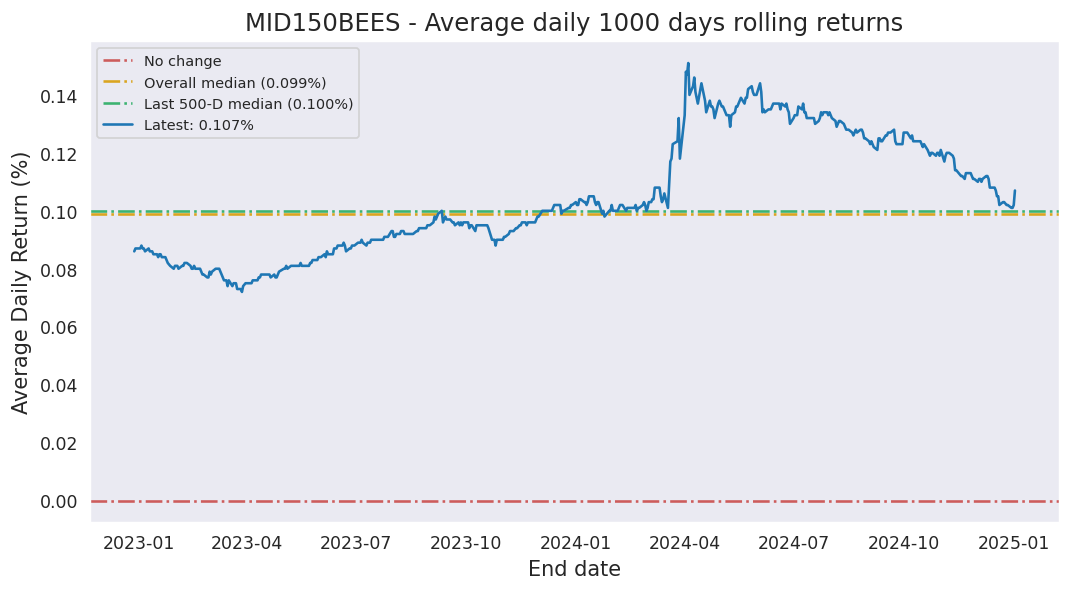 MID150BEES - Average daily 1000 days rolling returns
No change
Overall median (0.099%)
Last 500-D median (0.100%)
Latest: 0.107%
Average Daily Return (%)
0.14
0.12
0.10
0.08
0.06
0.04
0.02
0.00
2023-01 2023-04 2023-07 2023-10 2024-01 2024-04 2024-07 2024-10 2025-01
End date